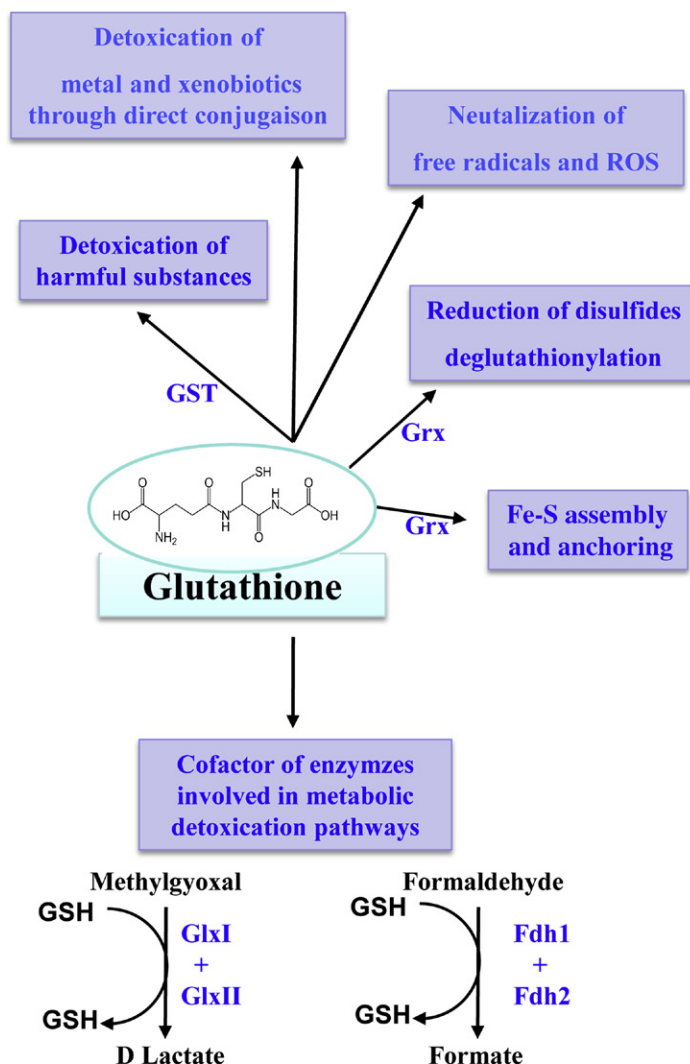 Detoxication of
metal and xenobiotics
through direct conjugaison
Neutalization of
free radicals and ROS
Detoxication of
harmful substances
Reduction of disulfides
deglutathionylation
GST
Grx
Grx
Fe-S assembly
and anchoring
O
HO
NH2
O
N
H
SH
O
H
N
O
OH
Glutathione
Cofactor of enzymzes
involved in metabolic
detoxication pathways
Methylgyoxal
GSH
GlxI
+
GlxII
GSH
D Lactate
Formaldehyde
GSH
Fdh1
+
Fdh2
GSH
Formate